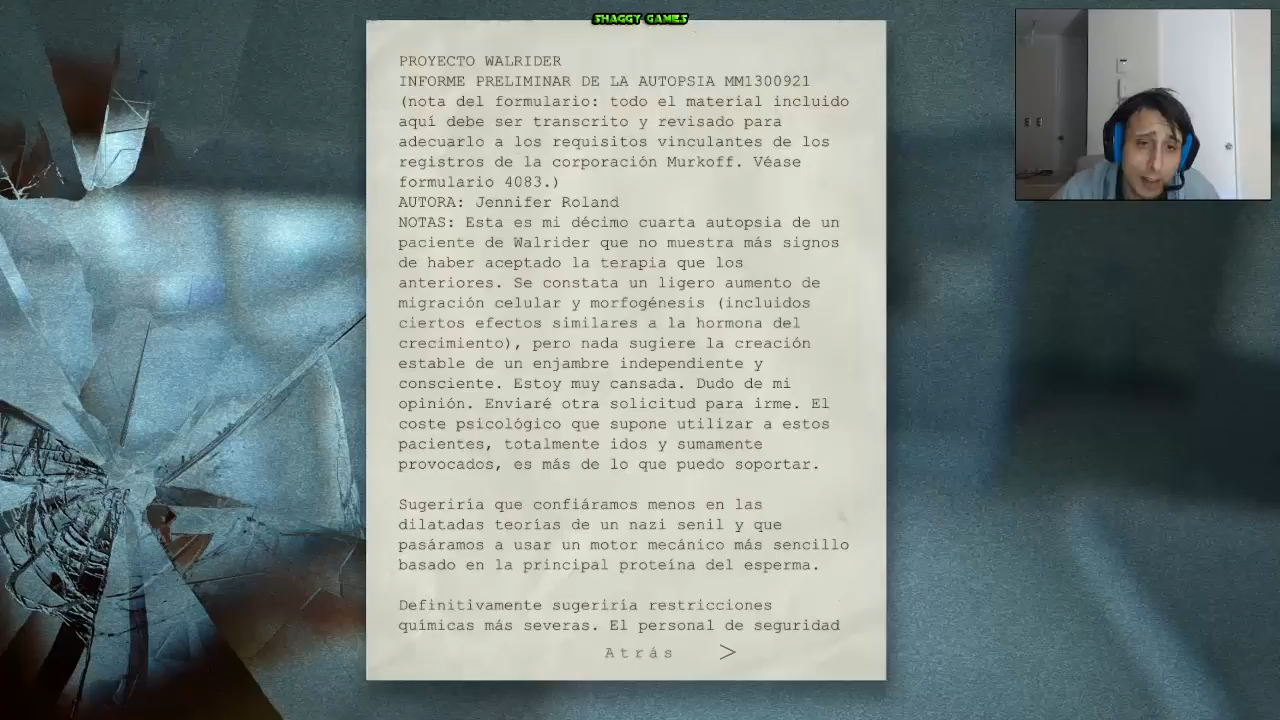 SHAGGY GAMES
PROYECTO WALRIDER
INFORME PRELIMINAR DE LA AUTOPSIA MM1300921
(nota del formulario: todo el material incluido
aquí debe ser transcrito y revisado para
adecuarlo a los requisitos vinculantes de los
registros de la corporación Murkoff. Véase
formulario 4083.)
AUTORA: Jennifer Roland
NOTAS: Esta es mi décimo cuarta autopsia de un
paciente de Walrider que no muestra más signos
de haber aceptado la terapia que los
anteriores. Se constata un ligero aumento de
migración celular y morfogénesis (incluidos
ciertos efectos similares a la hormona del
crecimiento), pero nada sugiere la creación
estable de un enjambre independiente y
consciente. Estoy muy cansada. Dudo de mi
opinión. Enviaré otra solicitud para irme. El
coste psicológico que supone utilizar a estos
pacientes, totalmente idos y sumamente
provocados, es más de lo que puedo soportar.
Sugeriría que confiáramos menos en las
dilatadas teorías de un nazi senil y que
pasáramos a usar un motor mecánico más sencillo
basado en la principal proteína del esperma.
Definitivamente sugeriría restricciones
químicas más severas. El personal de seguridad
Atrás >